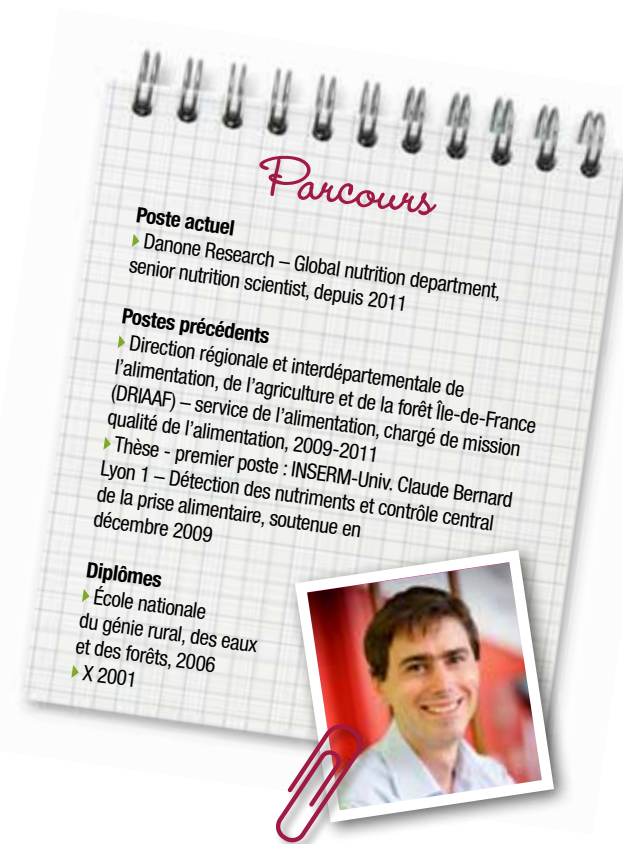 Parcours
Poste actuel
Danone Research – Global nutrition department,
senior nutrition scientist, depuis 2011
Postes précédents
Direction régionale et interdépartementale de
l'alimentation, de l'agriculture et de la forêt Île-de-France
(DRIAAF) – service de l'alimentation, chargé de mission
qualité de l'alimentation, 2009-2011
Thèse - premier poste : INSERM-Univ. Claude Bernard
Lyon 1 – Détection des nutriments et contrôle central
de la prise alimentaire, soutenue en
décembre 2009
Diplômes
École nationale
du génie rural, des eaux
et des forêts, 2006
X 2001